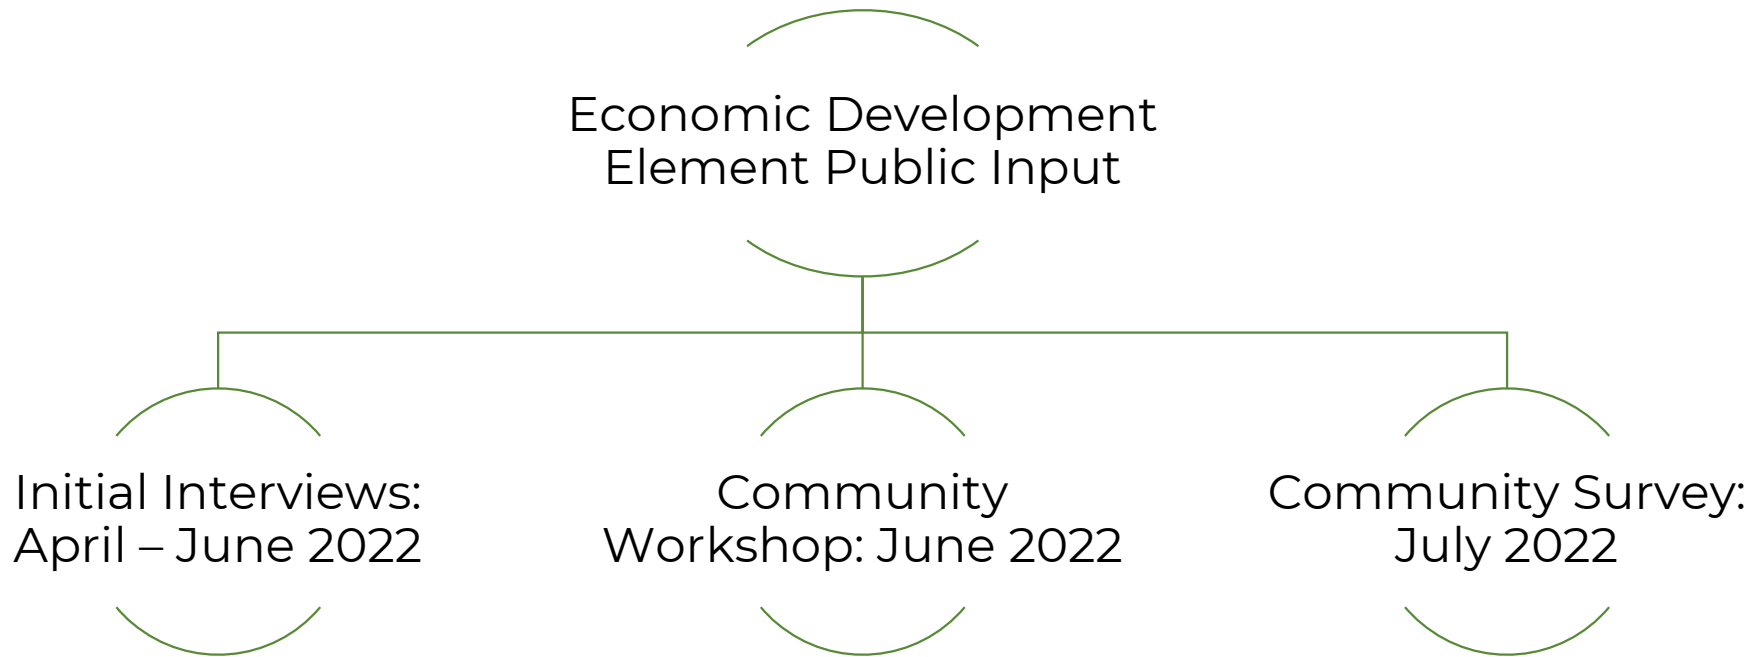 Economic Development
Element Public Input
Initial Interviews:
April – June 2022
Community
Workshop: June 2022
Community Survey:
July 2022